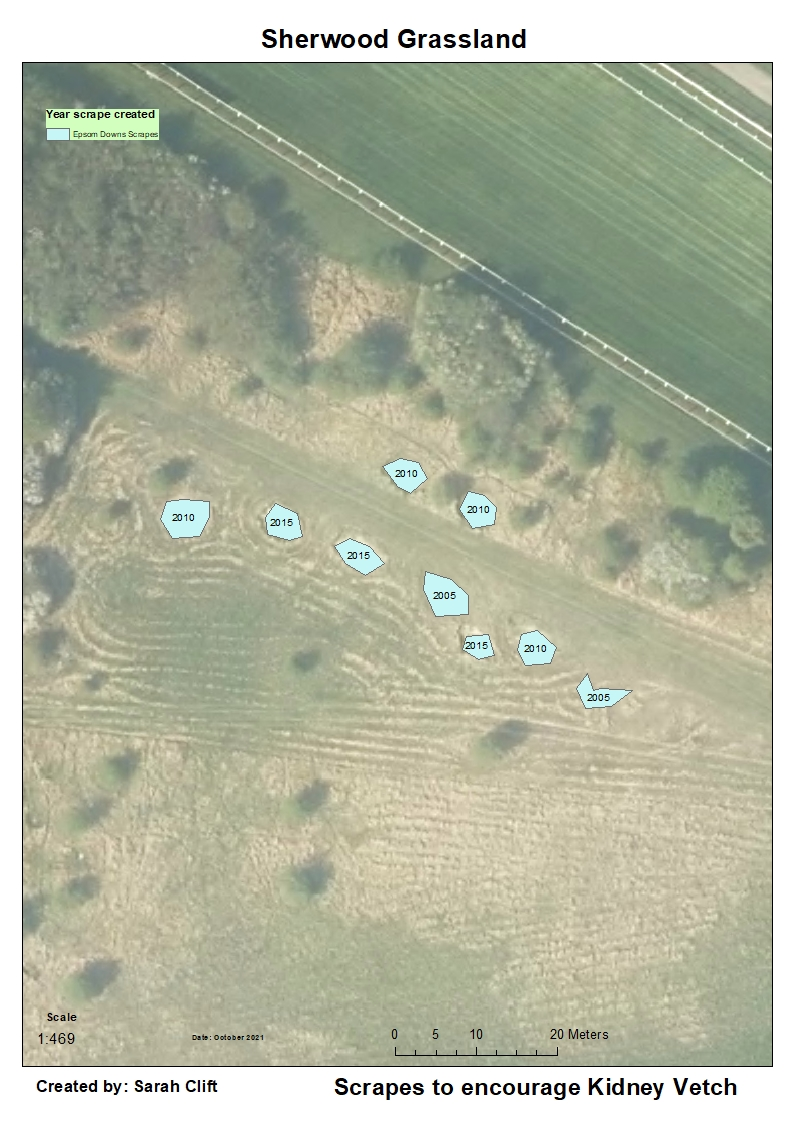 Sherwood Grassland
Year scrape created
Epsom Downs Scrapes
2010
2010
2010
2015
2015
2005
2015
2010
2005
Scale
1:469
Date: October 2021
0 5 10 20 Meters
Created by: Sarah Clift
Scrapes to encourage Kidney Vetch